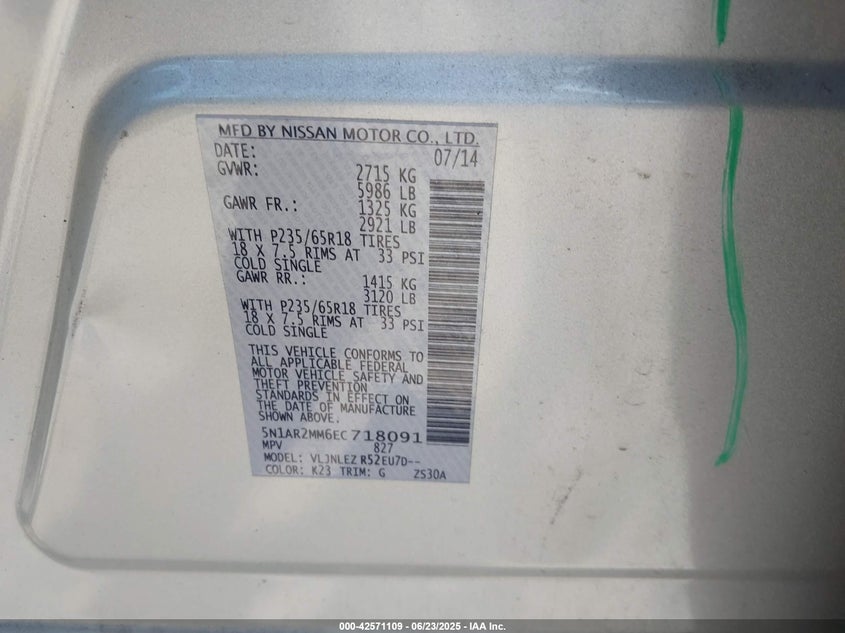 MFD BY NISSAN MOTOR CO., LTD.
DATE: 07/14
GVWR: 2715 KG
5986 LB
GAWR FR.: 1325 KG
2921 LB
WITH P235/65R18 TIRES
18 X 7.5 RIMS AT 33 PSI
COLD SINGLE
GAWR RR.: 1415 KG
3120 LB
WITH P235/65R18 TIRES
18 X 7.5 RIMS AT 33 PSI
COLD SINGLE
THIS VEHICLE CONFORMS TO
ALL APPLICABLE FEDERAL
MOTOR VEHICLE SAFETY AND
THEFT PREVENTION
STANDARDS IN EFFECT ON
THE DATE OF MANUFACTURE
SHOWN ABOVE.
5N1AR2MM6EC718091
MPV 827
MODEL: VLJNLEZ R52EU7D--
COLOR: K23 TRIM: G ZS30A
000-42571109 - 06/23/2025 - IAA Inc.